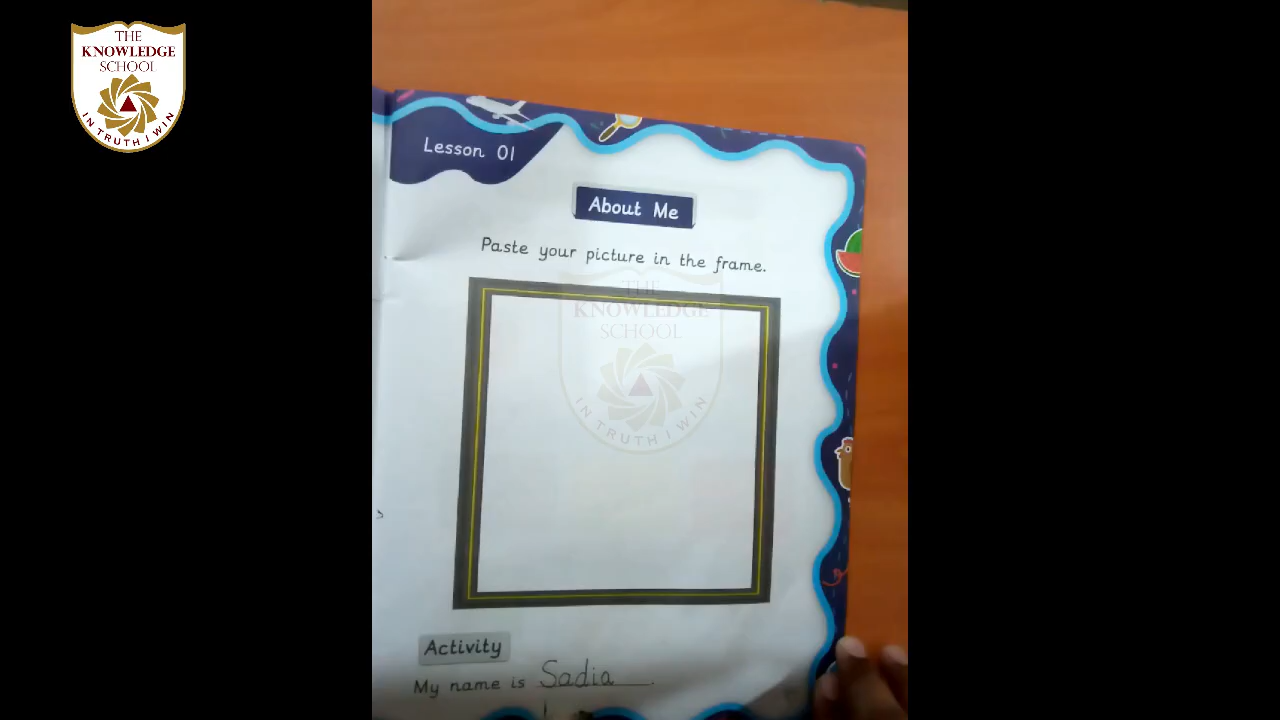 THE
KNOWLEDGE
SCHOOL
IN TRUTH I WIN
Lesson 01
About Me
Paste your picture in the frame.
THE
KNOWLEDGE
SCHOOL
IN TRUTH I WIN
Activity
My name is Sadia.